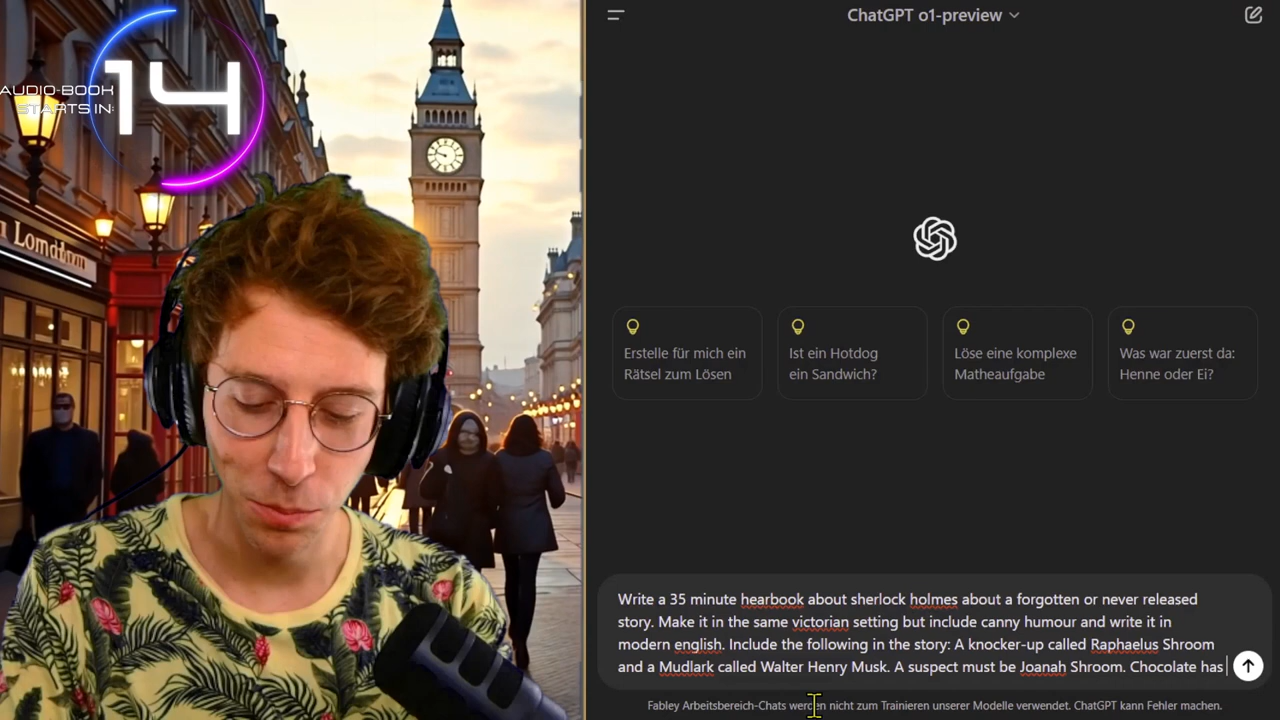 AUDIO-BOOK
STARTS IN:
14
ChatGPT o1-preview
Erstelle für mich ein
Rätsel zum Lösen
Ist ein Hotdog
ein Sandwich?
Löse eine komplexe
Matheaufgabe
Was war zuerst da:
Henne oder Ei?
Write a 35 minute hearbook about sherlock holmes about a forgotten or never released
story. Make it in the same victorian setting but include canny humour and write it in
modern english. Include the following in the story: A knocker-up called Raphaelus Shroom
and a Mudlark called Walter Henry Musk. A suspect must be Joanah Shroom. Chocolate has
Fabley Arbeitsbereich-Chats werden nicht zum Trainieren unserer Modelle verwendet. ChatGPT kann Fehler machen.